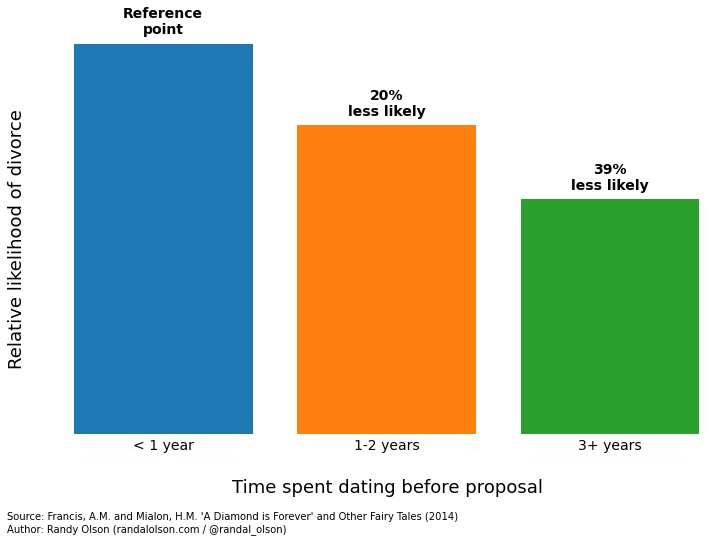 Reference
point
20%
less likely
39%
less likely
Relative likelihood of divorce
< 1 year
1-2 years
3+ years
Time spent dating before proposal
Source: Francis, A.M. and Mialon, H.M. 'A Diamond is Forever' and Other Fairy Tales (2014)
Author: Randy Olson (randalolson.com / @randal_olson)